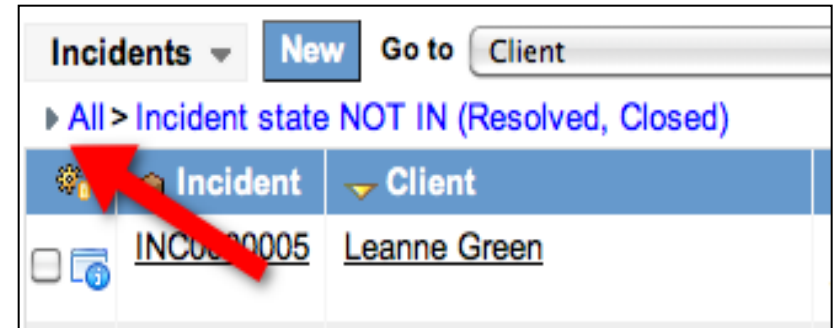 Incidents New Go to Client
All > Incident state NOT IN (Resolved, Closed)
Incident Client
Leanne Green